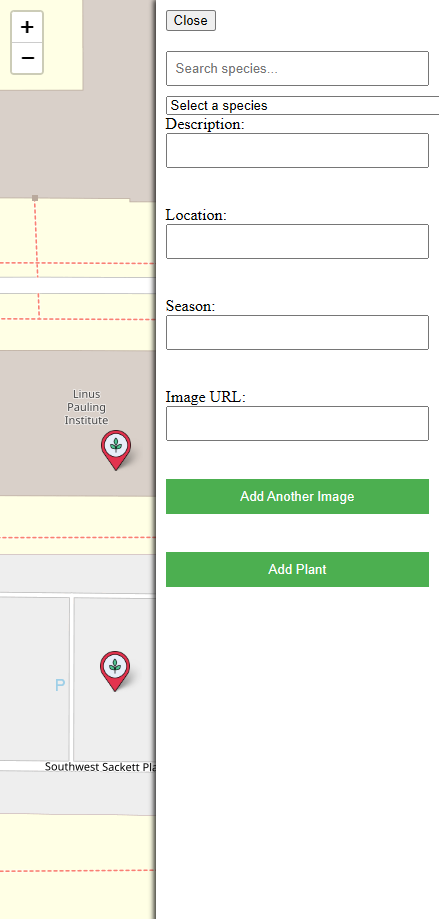 +
−
Close
Search species...
Select a species
Description:
Location:
Season:
Image URL:
Linus
Pauling
Institute
Add Another Image
Add Plant
P
Southwest Sackett Pla